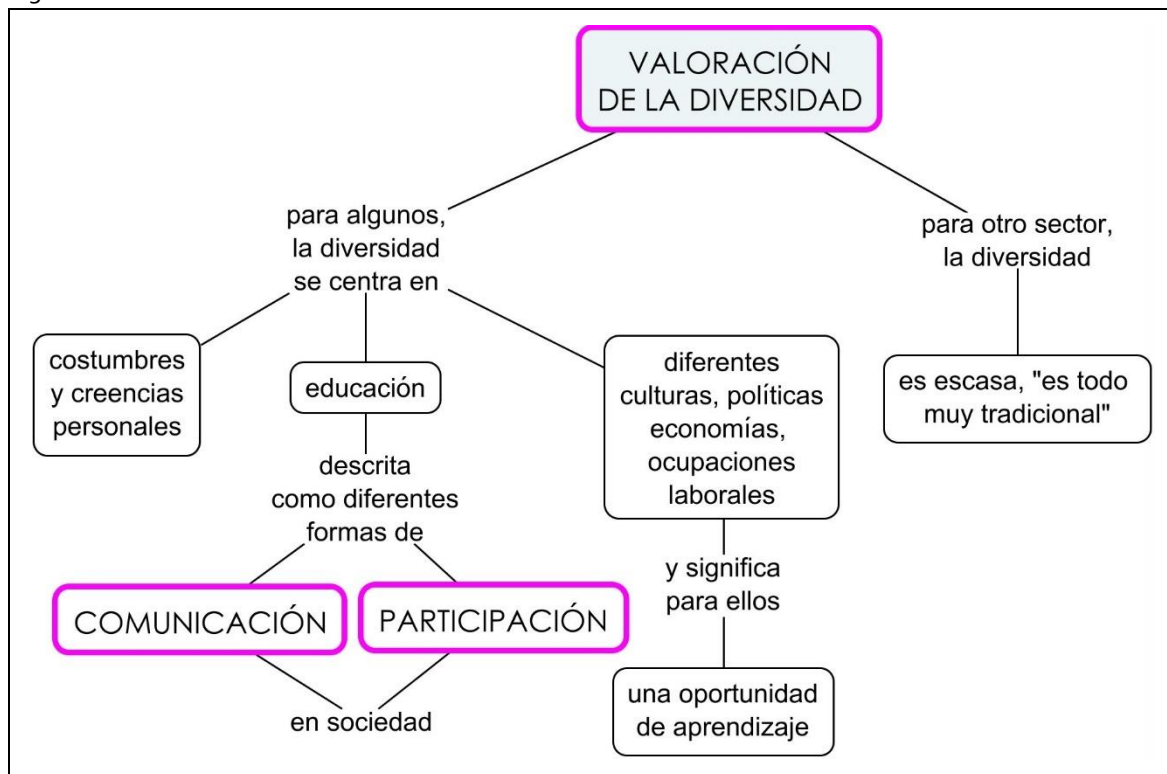 VALORACIÓN
DE LA DIVERSIDAD
para algunos,
la diversidad
se centra en
para otro sector,
la diversidad
costumbres
y creencias
personales
educación
diferentes
culturas, políticas
economías,
ocupaciones
laborales
es escasa, "es todo
muy tradicional"
descrita
como diferentes
formas de
COMUNICACIÓN
PARTICIPACIÓN
en sociedad
y significa
para ellos
una oportunidad
de aprendizaje